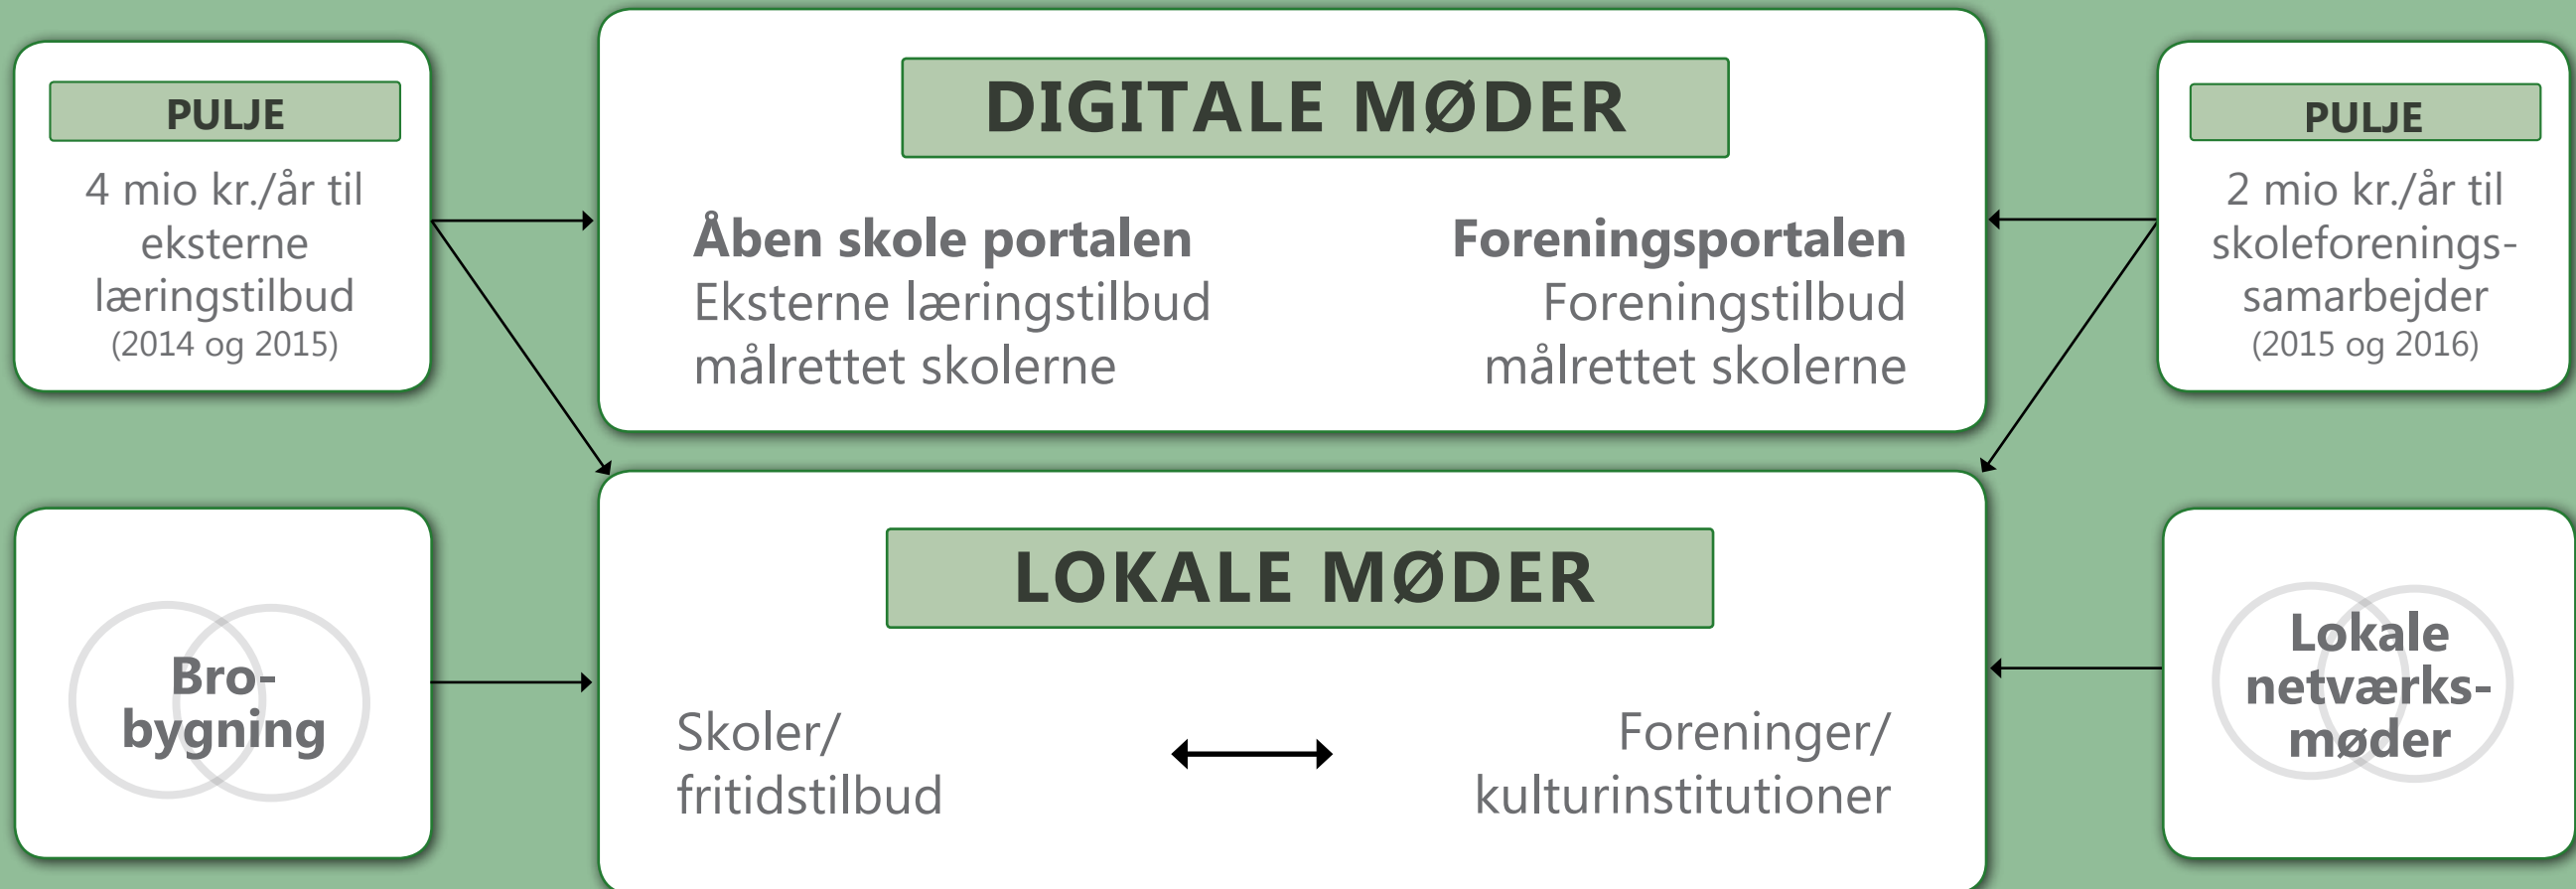 PULJE
4 mio kr./år til
eksterne
læringstilbud
(2014 og 2015)
DIGITALE MØDER
Åben skole portalen
Eksterne læringstilbud
målrettet skolerne
Foreningsportalen
Foreningstilbud
målrettet skolerne
PULJE
2 mio kr./år til
skoleforenings-
samarbejder
(2015 og 2016)
Bro-
bygning
LOKALE MØDER
Skoler/
fritidstilbud
Foreninger/
kulturinstitutioner
Lokale
netværks-
møder